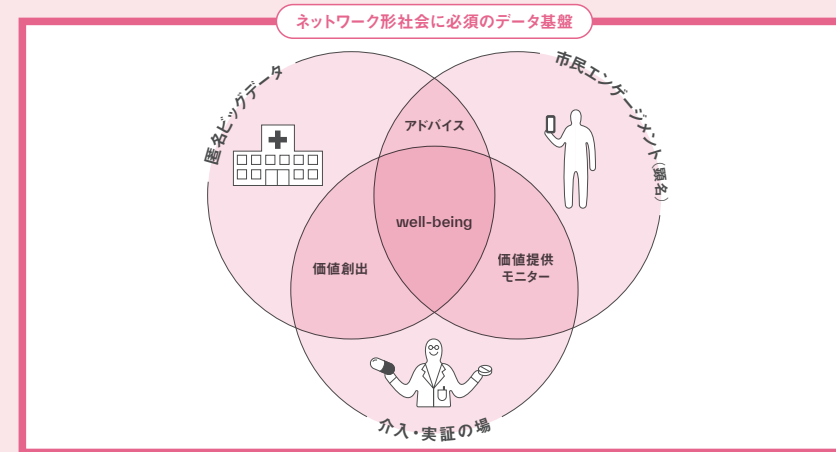 ネットワーク形社会に必須のデータ基盤
匿名ビッグデータ
市民エンゲージメント(顕名)
アドバイス
well-being
価値創出
価値提供
モニター
介入・実証の場